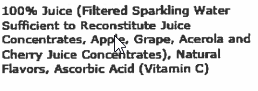 100% Juice (Filtered Sparkling Water
Sufficient to Reconstitute Juice
Concentrates, Apple, Grape, Acerola and
Cherry Juice Concentrates), Natural
Flavors, Ascorbic Acid (Vitamin C)